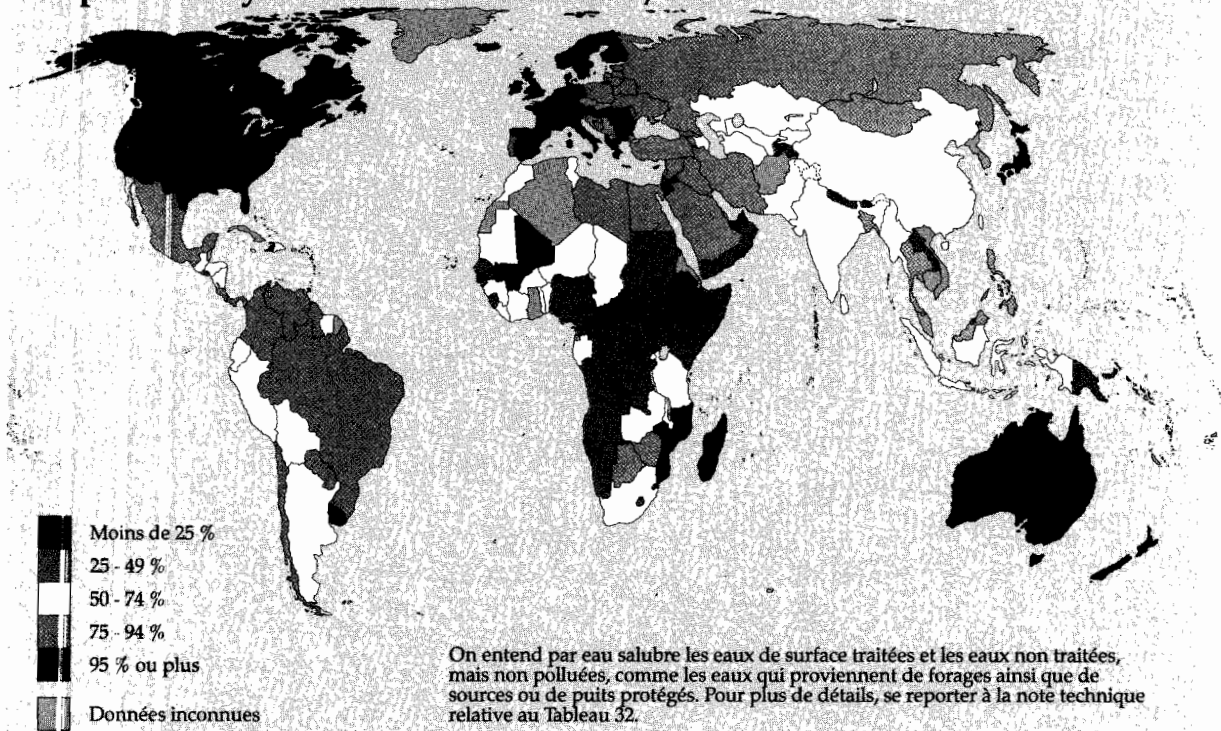 Moins de 25 %
25 - 49 %
50 - 74 %
75 - 94 %
95 % ou plus
Données inconnues
On entend par eau salubre les eaux de surface traitées et les eaux non traitées,
mais non polluées, comme les eaux qui proviennent de forages ainsi que de
sources ou de puits protégés. Pour plus de détails, se reporter à la note technique
relative au Tableau 32.